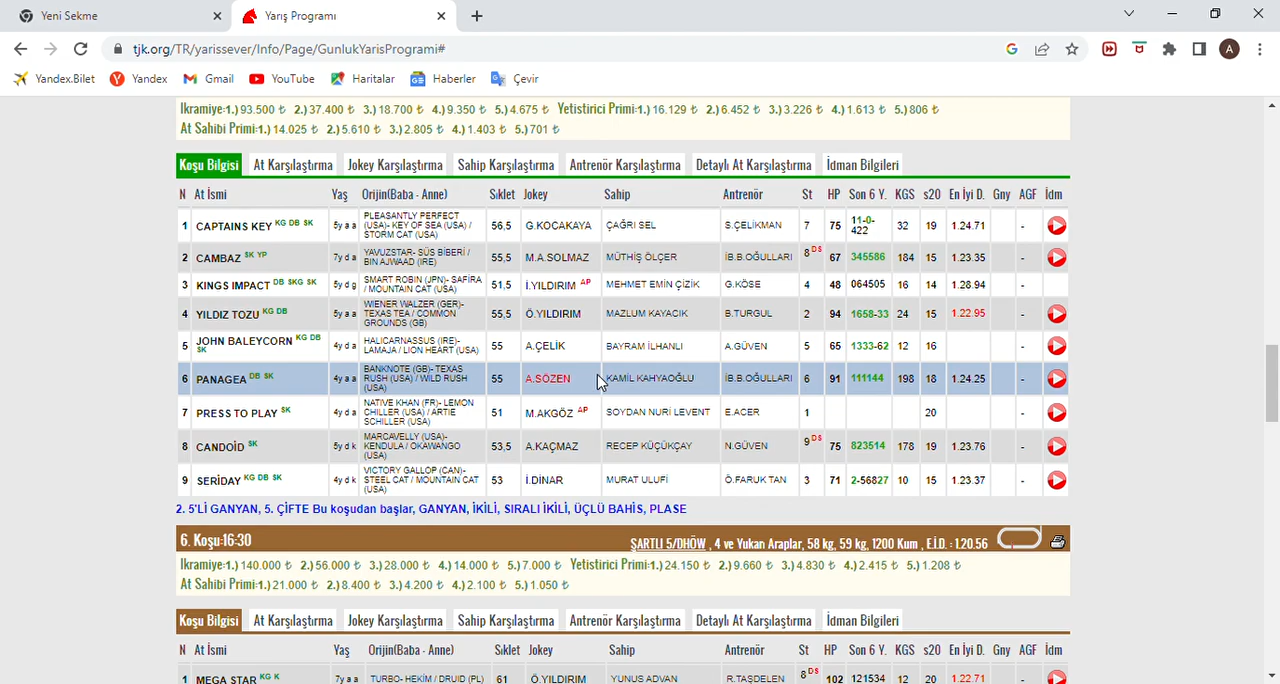 Yeni Sekme
Yarış Programı
tjk.org/TR/yarissever/Info/Page/GunlukYarisProgrami#
A
Yandex.Bilet Yandex Gmail YouTube Haritalar Haberler Çevir
İkramiye:1.) 93.500 ₺ 2.) 37.400 ₺ 3.) 18.700 ₺ 4.) 9.350 ₺ 5.) 4.675 ₺ Yetistirici Primi:1.) 16.129 ₺ 2.) 6.452 ₺ 3.) 3.226 ₺ 4.) 1.613 ₺ 5.) 806 ₺
At Sahibi Primi:1.) 14.025 ₺ 2.) 5.610 ₺ 3.) 2.805 ₺ 4.) 1.403 ₺ 5.) 701 ₺
Koşu Bilgisi At Karşılaştırma Jokey Karşılaştırma Sahip Karşılaştırma Antrenör Karşılaştırma Detaylı At Karşılaştırma İdman Bilgileri
N At İsmi Yaş Orijin(Baba - Anne) Sıklet Jokey Sahip Antrenör St HP Son 6 Y. KGS s20 En İyi D. Gny AGF İdm
1 CAPTAINS KEY KG DB SK 5y a a PLEASANTLY PERFECT (USA)- KEY OF SEA (USA) / STORM CAT (USA) 56,5 G.KOCAKAYA ÇAĞRI SEL S.ÇELİKMAN 7 75 11-0-422 32 19 1.24.71 -
2 CAMBAZ SK YP 7y d a YAVUZSTAR- SÜS BİBERİ / BIN AJWAAD (IRE) 55,5 M.A.SOLMAZ MÜTHİŞ ÖLÇER İB.B.OĞULLARI 8 DS 67 345586 184 15 1.23.35 -
3 KINGS IMPACT DB SKG SK 5y d g SMART ROBIN (JPN)- SAFİRA / MOUNTAIN CAT (USA) 51,5 İ.YILDIRIM AP MEHMET EMİN ÇİZİK G.KÖSE 4 48 064505 16 14 1.28.94 -
4 YILDIZ TOZU KG DB 5y a a WIENER WALZER (GER)- TEXAS TEA / COMMON GROUNDS (GB) 55,5 Ö.YILDIRIM MAZLUM KAYACIK B.TURGUL 2 94 1658-33 24 15 1.22.95 -
5 JOHN BALEYCORN KG DB SK 4y d a HALICARNASSUS (IRE)- LAMAJA / LION HEART (USA) 55 A.ÇELİK BAYRAM İLHANLI A.GÜVEN 5 65 1333-62 12 16 -
6 PANAGEA DB SK 4y a a BANKNOTE (GB)- TEXAS RUSH (USA) / WILD RUSH (USA) 55 A.SÖZEN KAMİL KAHYAOĞLU İB.B.OĞULLARI 6 91 111144 198 18 1.24.25 -
7 PRESS TO PLAY SK 4y d a NATIVE KHAN (FR)- LEMON CHILLER (USA) / ARTIE SCHILLER (USA) 51 M.AKGÖZ AP SOYDAN NURİ LEVENT E.ACER 1 20 -
8 CANDOİD SK 5y d k MARCAVELLY (USA)- KENDULA / OKAWANGO (USA) 53,5 A.KAÇMAZ RECEP KÜÇÜKÇAY N.GÜVEN 9 DS 75 823514 178 19 1.23.76 -
9 SERİDAY KG DB SK 4y d k VICTORY GALLOP (CAN)- STEEL CAT / MOUNTAIN CAT (USA) 53 İ.DİNAR MURAT ULUFİ Ö.FARUK TAN 3 71 2-56827 10 15 1.23.37 -
2. 5'Lİ GANYAN, 5. ÇİFTE Bu koşudan başlar, GANYAN, İKİLİ, SIRALI İKİLİ, ÜÇLÜ BAHİS, PLASE
6. Koşu:16:30 ŞARTLI 5/DHÖW , 4 ve Yukarı Araplar, 58 kg, 59 kg, 1200 Kum , E.İ.D. : 1.20.56
İkramiye:1.) 140.000 ₺ 2.) 56.000 ₺ 3.) 28.000 ₺ 4.) 14.000 ₺ 5.) 7.000 ₺ Yetistirici Primi:1.) 24.150 ₺ 2.) 9.660 ₺ 3.) 4.830 ₺ 4.) 2.415 ₺ 5.) 1.208 ₺
At Sahibi Primi:1.) 21.000 ₺ 2.) 8.400 ₺ 3.) 4.200 ₺ 4.) 2.100 ₺ 5.) 1.050 ₺
Koşu Bilgisi At Karşılaştırma Jokey Karşılaştırma Sahip Karşılaştırma Antrenör Karşılaştırma Detaylı At Karşılaştırma İdman Bilgileri
N At İsmi Yaş Orijin(Baba - Anne) Sıklet Jokey Sahip Antrenör St HP Son 6 Y. KGS s20 En İyi D. Gny AGF İdm
1 MEGA STAR KG K 7y a a TURBO- HEKİM / DRUID (PL) 61 Ö.YILDIRIM YUNUS ADVAN R.TAŞDELEN 8 DS 102 121534 12 20 1.22.71 -